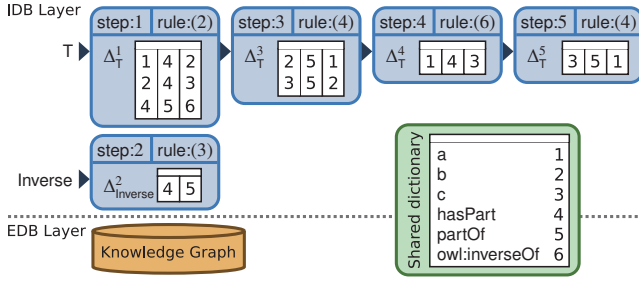 IDB Layer
step:1 rule:(2)
step:3 rule:(4)
step:4 rule:(6)
step:5 rule:(4)
T
Δ¹T
1 4 2
2 4 3
4 5 6
Δ³T
2 5 1
3 5 2
Δ⁴T
1 4 3
Δ⁵T
3 5 1
step:2 rule:(3)
Inverse
Δ²Inverse
4 5
Shared dictionary
a 1
b 2
c 3
hasPart 4
partOf 5
owl:inverseOf 6
EDB Layer
Knowledge Graph